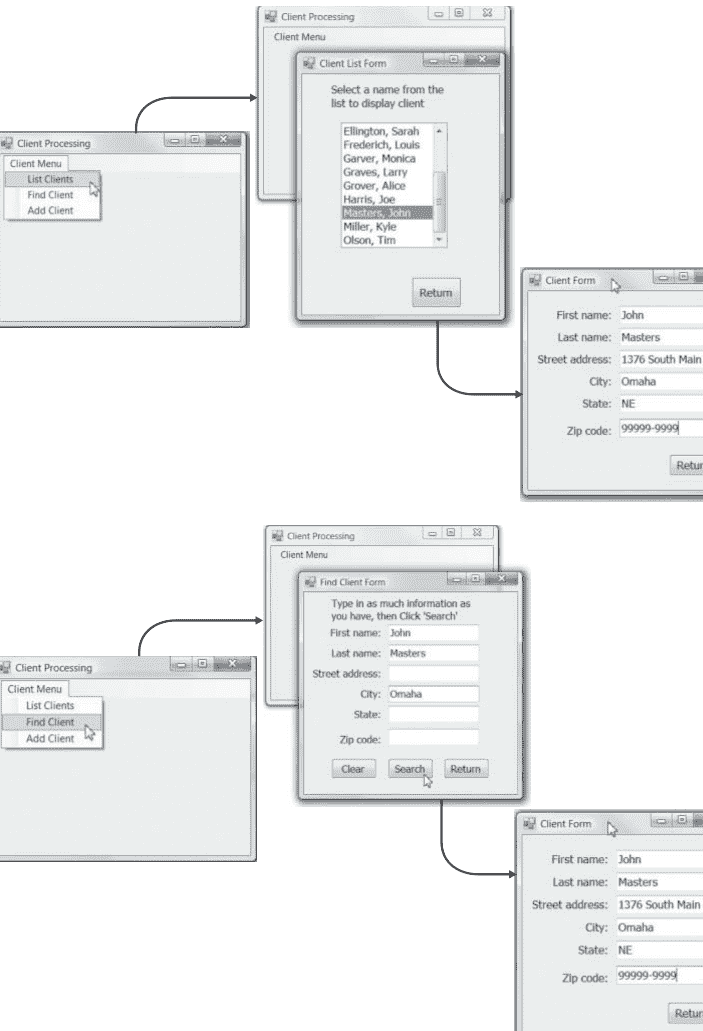 Client Processing
Client Menu
List Clients
Find Client
Add Client
Client Processing
Client Menu
Client List Form
Select a name from the
list to display client
Ellington, Sarah
Frederich, Louis
Garver, Monica
Graves, Larry
Grover, Alice
Harris, Joe
Masters, John
Miller, Kyle
Olson, Tim
Return
Client Form
First name: John
Last name: Masters
Street address: 1376 South Main
City: Omaha
State: NE
Zip code: 99999-9999
Retur
Client Processing
Client Menu
List Clients
Find Client
Add Client
Client Processing
Client Menu
Find Client Form
Type in as much information as
you have, then Click 'Search'
First name: John
Last name: Masters
Street address:
City: Omaha
State:
Zip code:
Clear Search Return
Client Form
First name: John
Last name: Masters
Street address: 1376 South Main
City: Omaha
State: NE
Zip code: 99999-9999
Retur